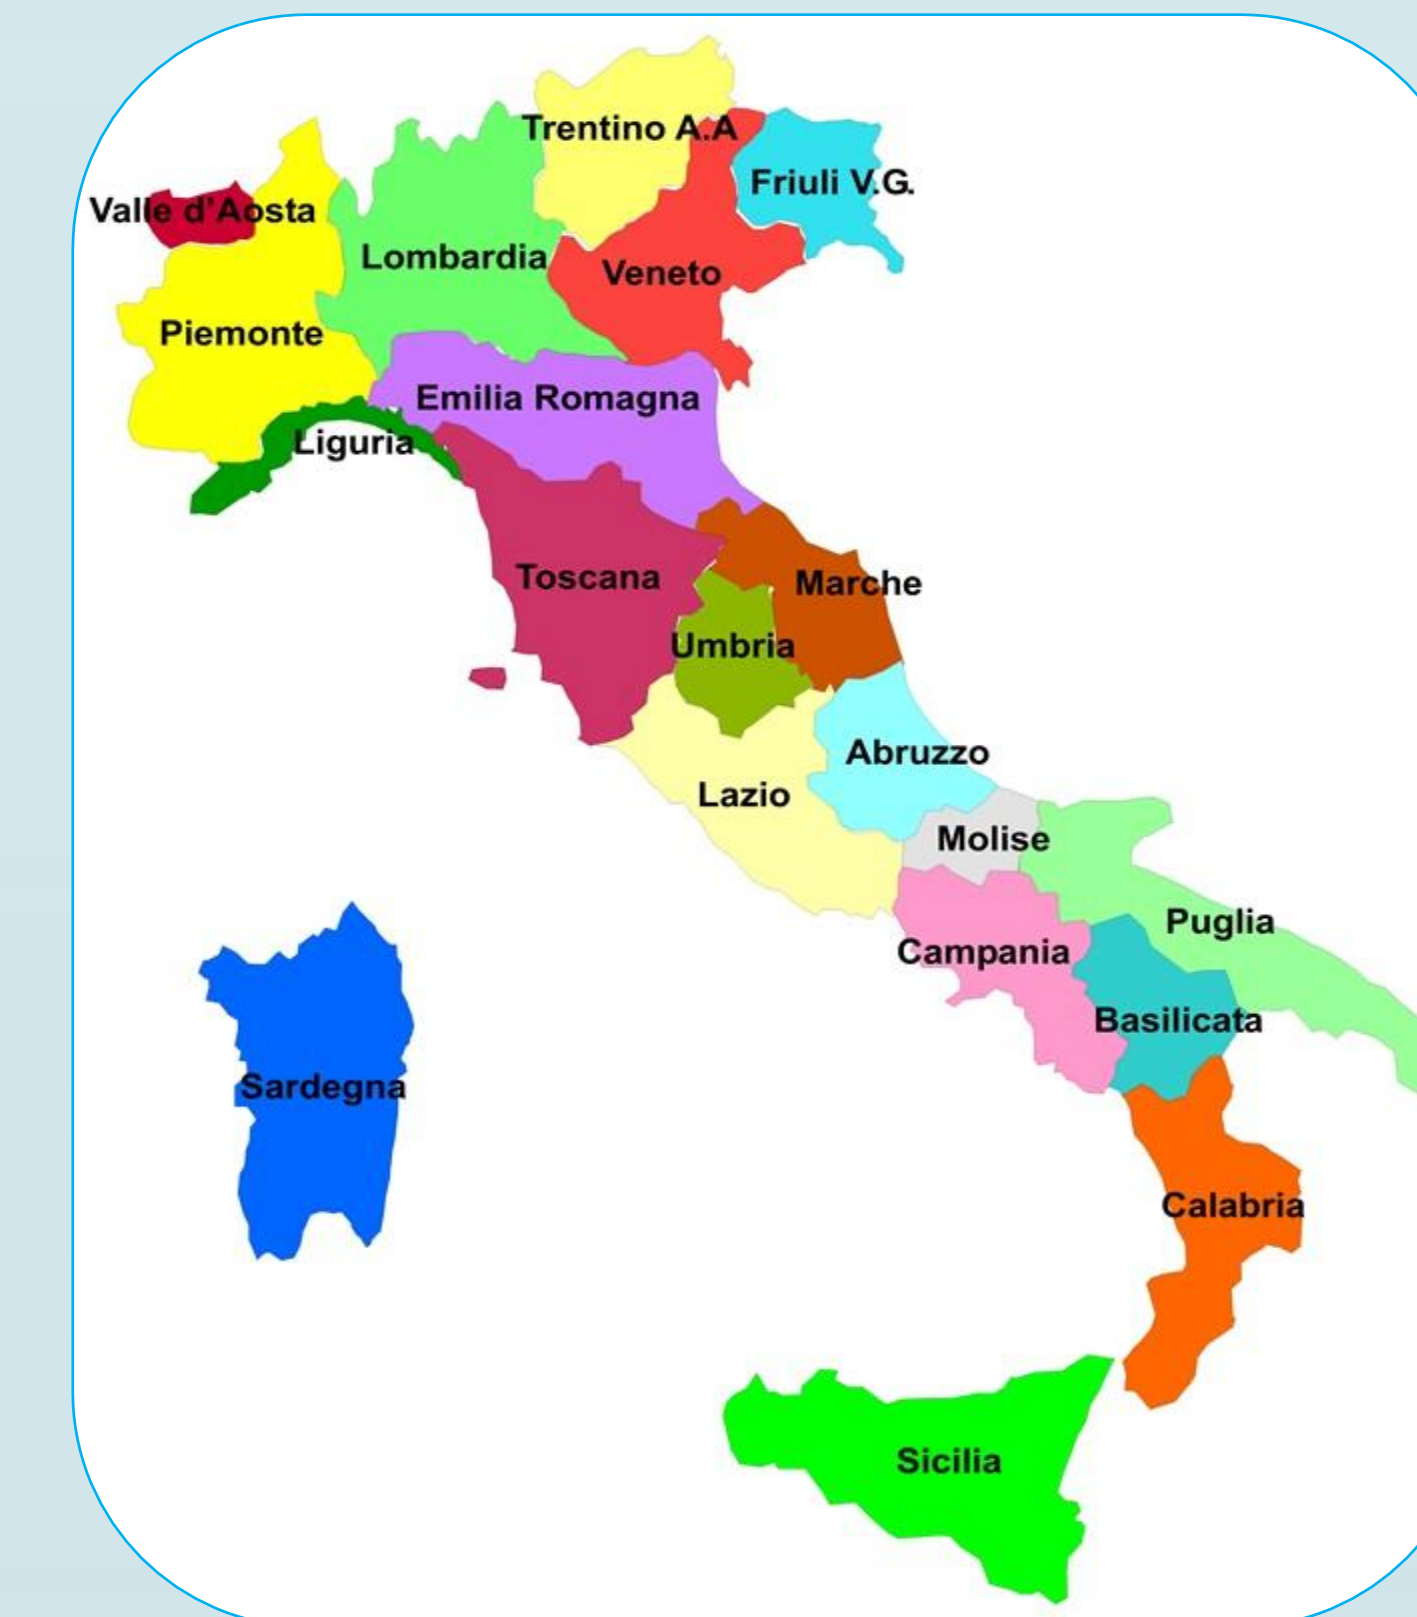 Trentino A.A
Friuli V.G.
Valle d'Aosta
Lombardia
Veneto
Piemonte
Emilia Romagna
Liguria
Toscana
Marche
Umbria
Abruzzo
Lazio
Molise
Puglia
Campania
Basilicata
Sardegna
Calabria
Sicilia